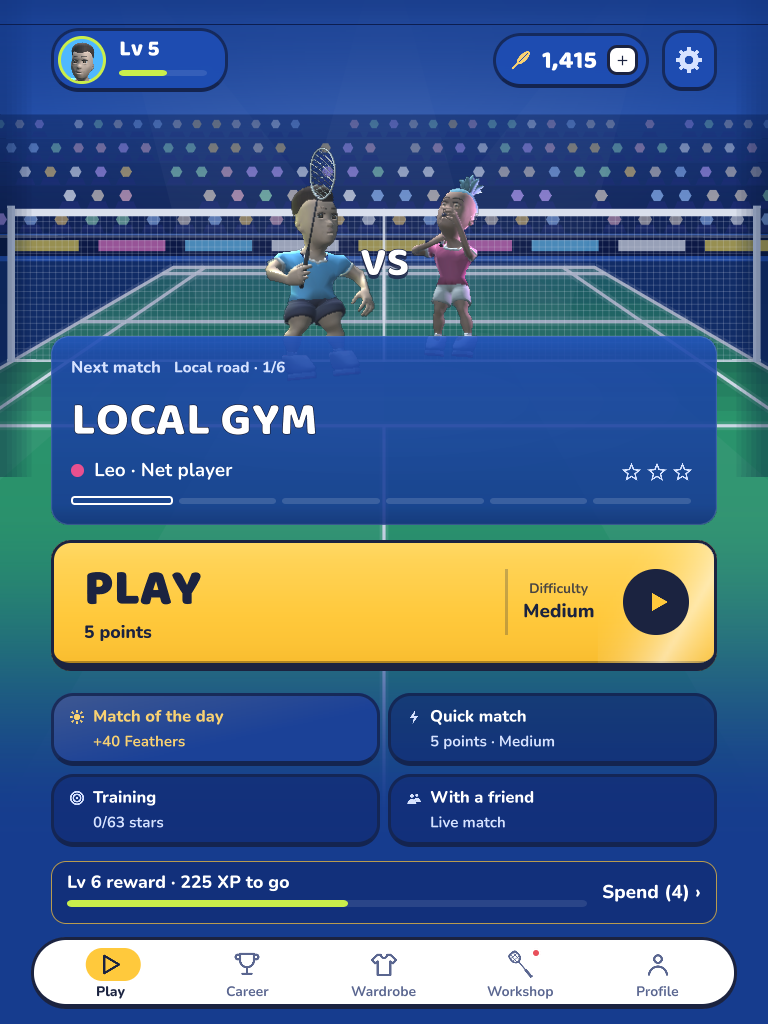 Lv 5
1,415
+
VS
Next match Local road · 1/6
LOCAL GYM
Leo · Net player
PLAY
5 points
Difficulty
Medium
Match of the day
+40 Feathers
Quick match
5 points · Medium
Training
0/63 stars
With a friend
Live match
Lv 6 reward · 225 XP to go
Spend (4) ›
Play
Career
Wardrobe
Workshop
Profile